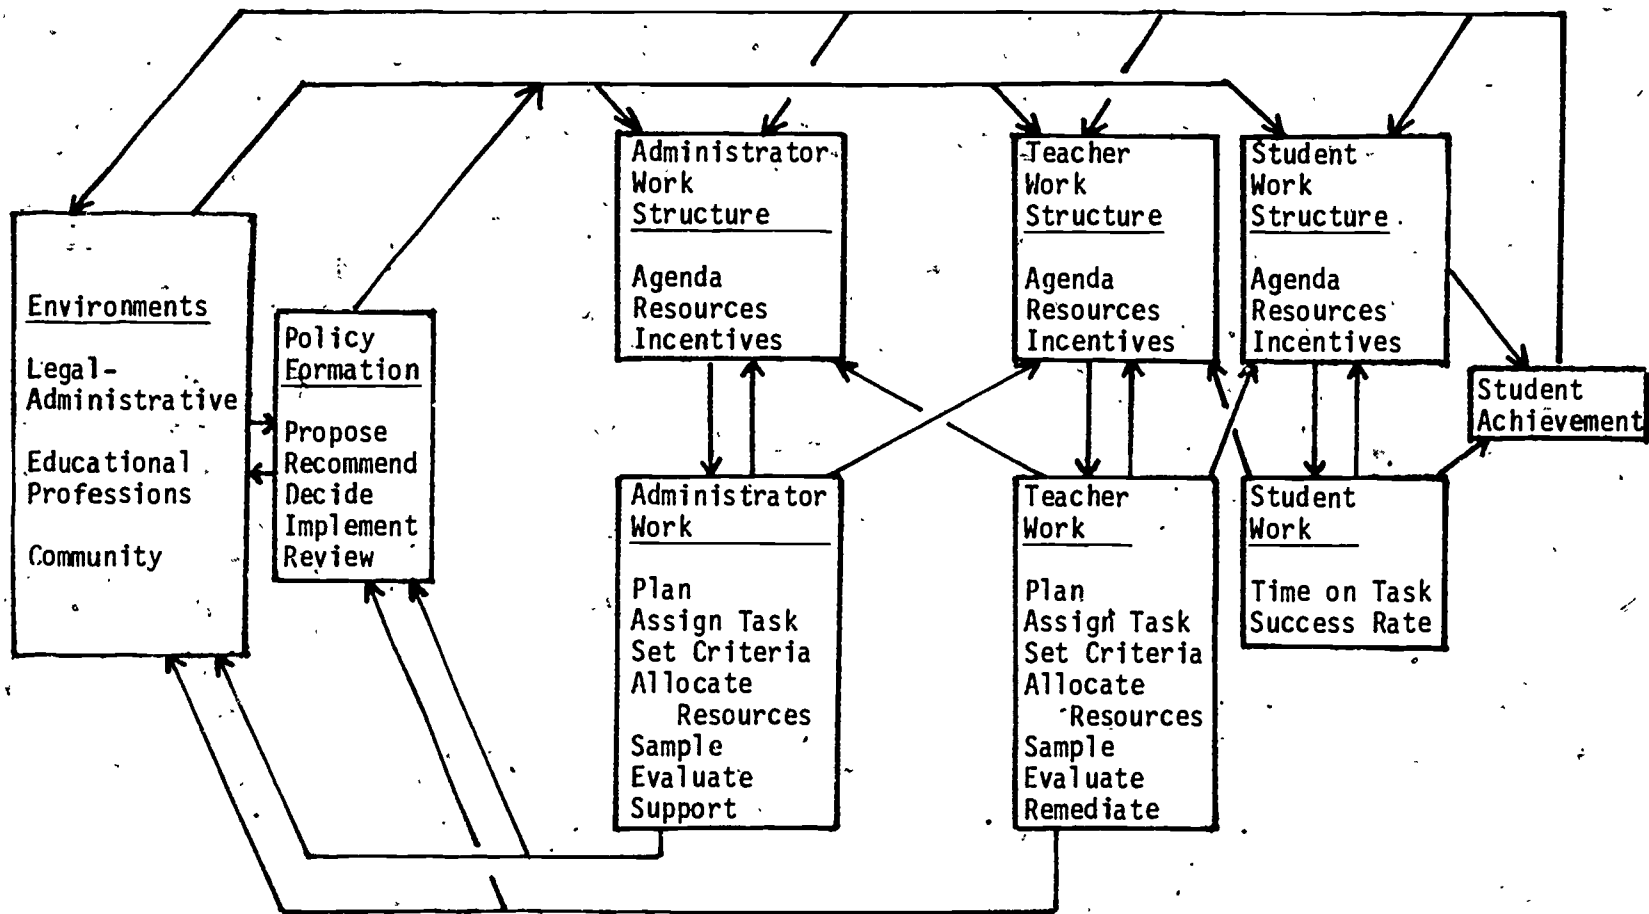 Environments
Legal-
Administrative
Educational
Professions
Community
Policy
Formation
Propose
Recommend
Decide
Implement
Review
Administrator
Work
Structure
Agenda
Resources
Incentives
Teacher
Work
Structure
Agenda
Resources
Incentives
Student
Work
Structure
Agenda
Resources
Incentives
Student
Achievement
Administrator
Work
Plan
Assign Task
Set Criteria
Allocate
Resources
Sample
Evaluate
Support
Teacher
Work
Plan
Assign Task
Set Criteria
Allocate
Resources
Sample
Evaluate
Remediate
Student
Work
Time on Task
Success Rate